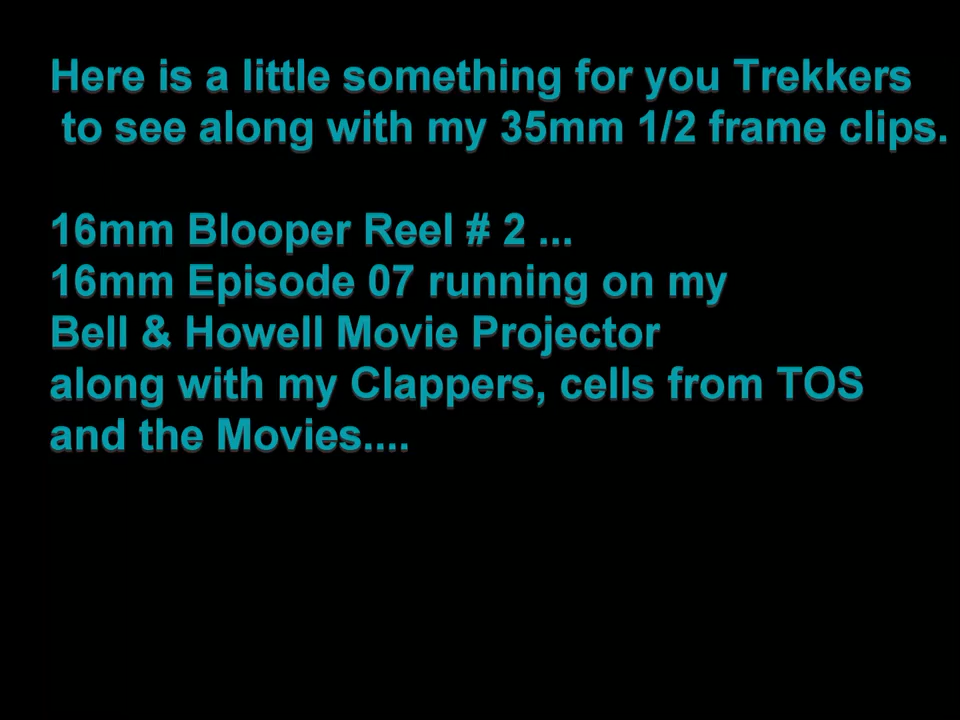 Here is a little something for you Trekkers
to see along with my 35mm 1/2 frame clips.
16mm Blooper Reel # 2 ...
16mm Episode 07 running on my
Bell & Howell Movie Projector
along with my Clappers, cells from TOS
and the Movies....